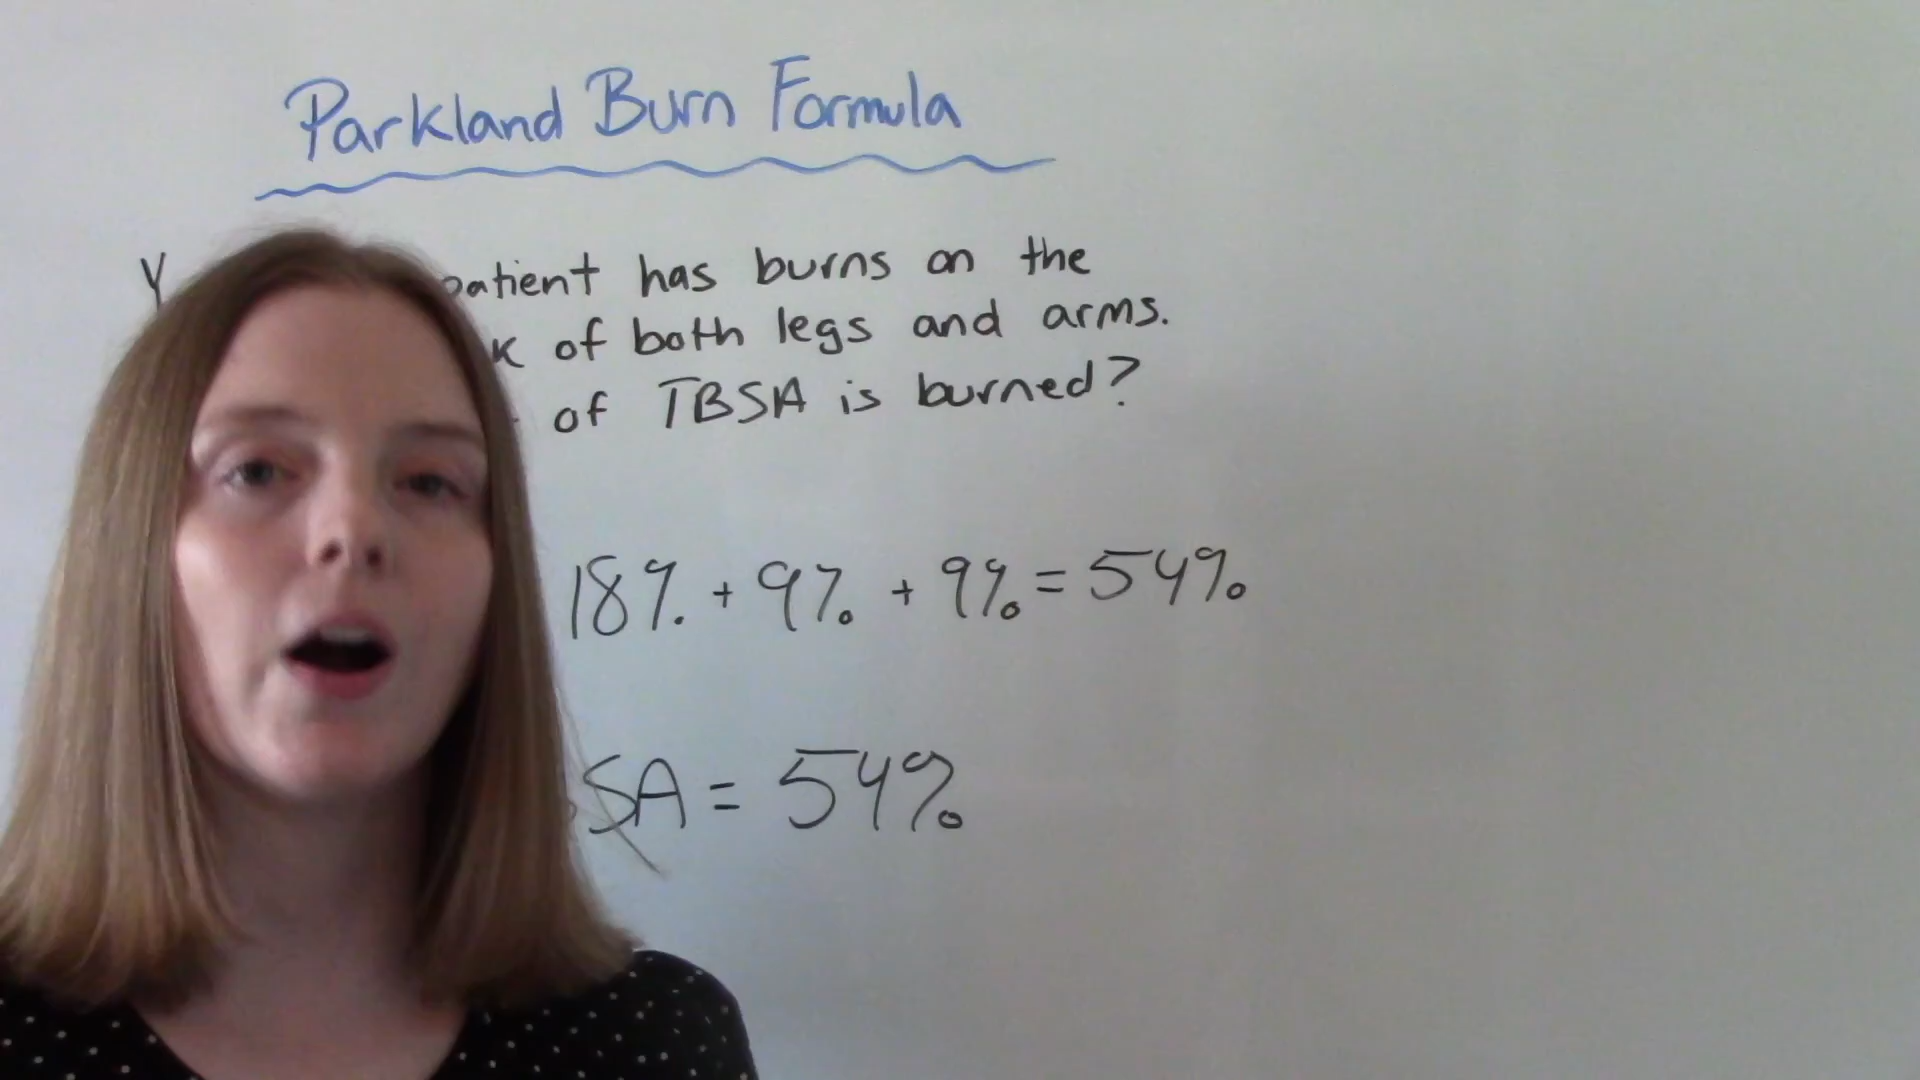 Parkland Burn Formula
patient has burns on the
of both legs and arms.
of TBSA is burned?
18% + 9% + 9% = 54%
SA = 54%